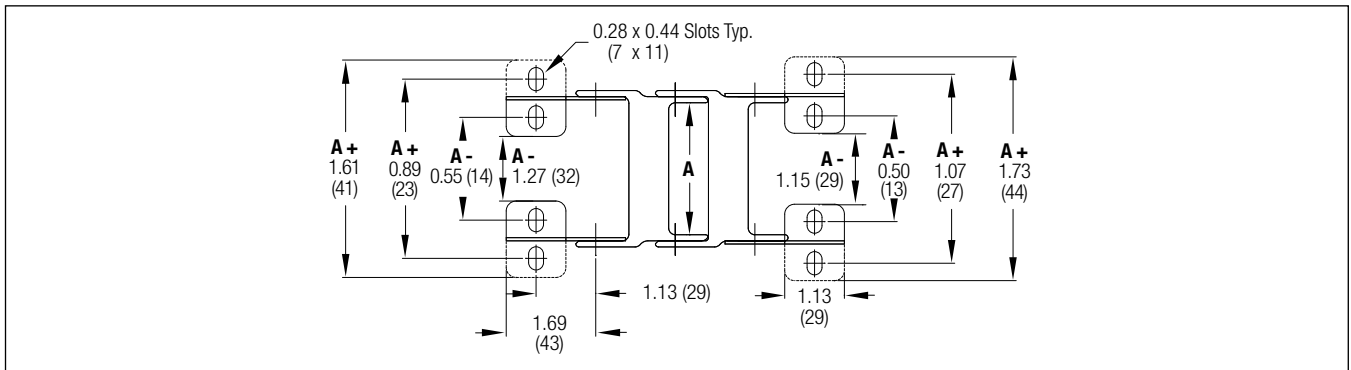 0.28 x 0.44 Slots Typ.
(7 x 11)
A +
1.61
(41)
A +
0.89
(23)
A -
0.55 (14)
A -
1.27 (32)
A
A -
1.15 (29)
A -
0.50
(13)
A +
1.07
(27)
A +
1.73
(44)
1.13 (29)
1.13
(29)
1.69
(43)